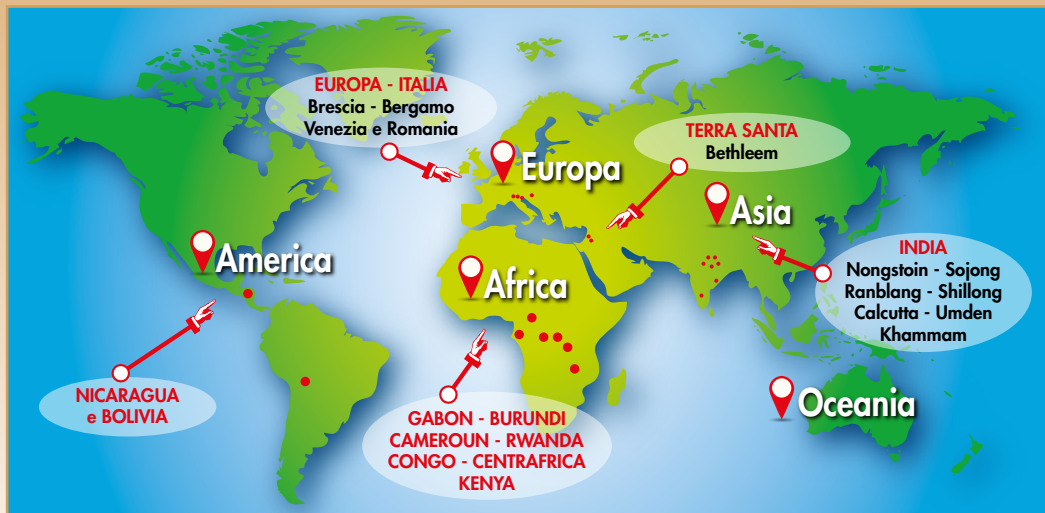 EUROPA - ITALIA
Brescia - Bergamo
Venezia e Romania
TERRA SANTA
Bethleem
Europa
Asia
America
Africa
INDIA
Nongstoin - Sojong
Ranblang - Shillong
Calcutta - Umden
Khammam
NICARAGUA
e BOLIVIA
GABON - BURUNDI
CAMEROUN - RWANDA
CONGO - CENTRAFRICA
KENYA
Oceania